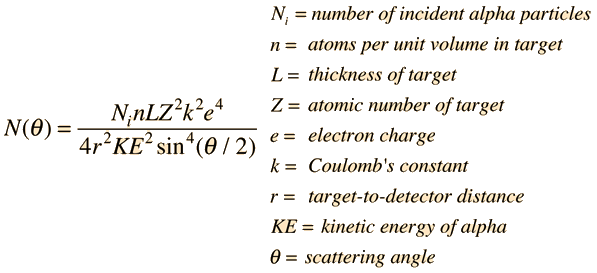 N(θ) = NᵢnLZ²k²e⁴ / 4r²KE² sin⁴(θ / 2)
Nᵢ = number of incident alpha particles
n = atoms per unit volume in target
L = thickness of target
Z = atomic number of target
e = electron charge
k = Coulomb's constant
r = target-to-detector distance
KE = kinetic energy of alpha
θ = scattering angle